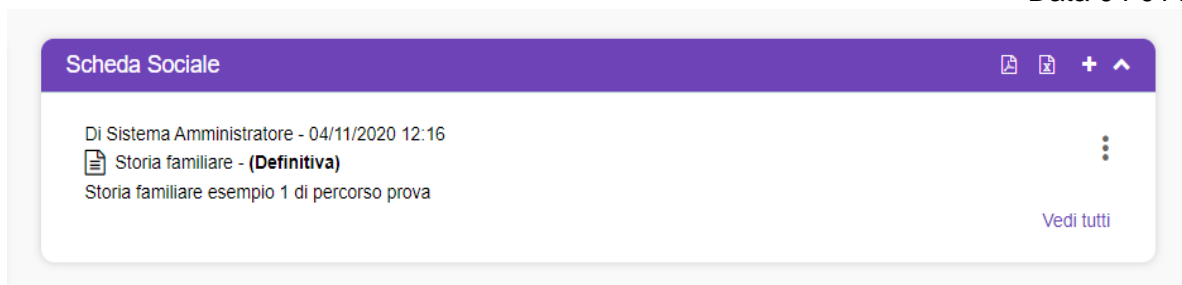 Scheda Sociale
Di Sistema Amministratore - 04/11/2020 12:16
Storia familiare - (Definitiva)
Storia familiare esempio 1 di percorso prova
Vedi tutti